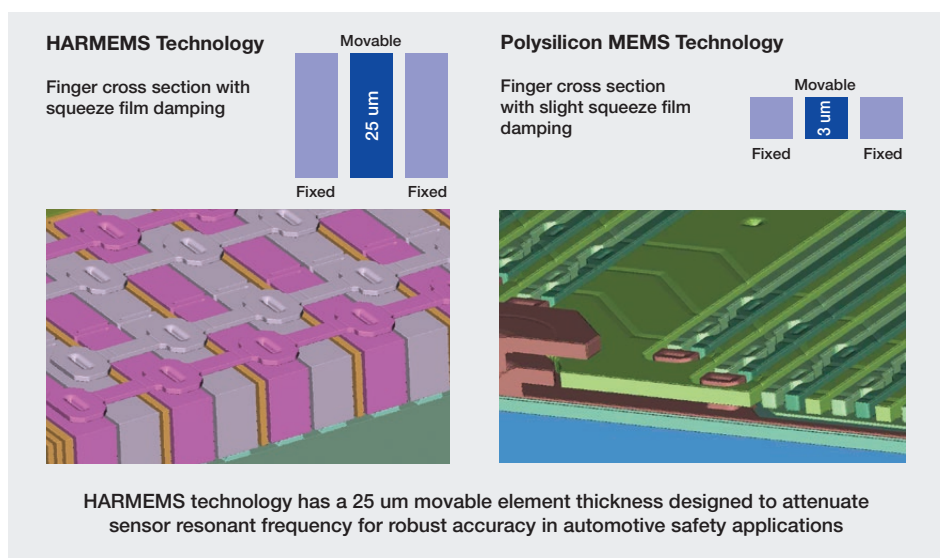 HARMEMS Technology
Finger cross section with
squeeze film damping
Movable
25 um
Fixed
Fixed
Polysilicon MEMS Technology
Finger cross section
with slight squeeze film
damping
Movable
3 um
Fixed
Fixed
HARMEMS technology has a 25 um movable element thickness designed to attenuate
sensor resonant frequency for robust accuracy in automotive safety applications